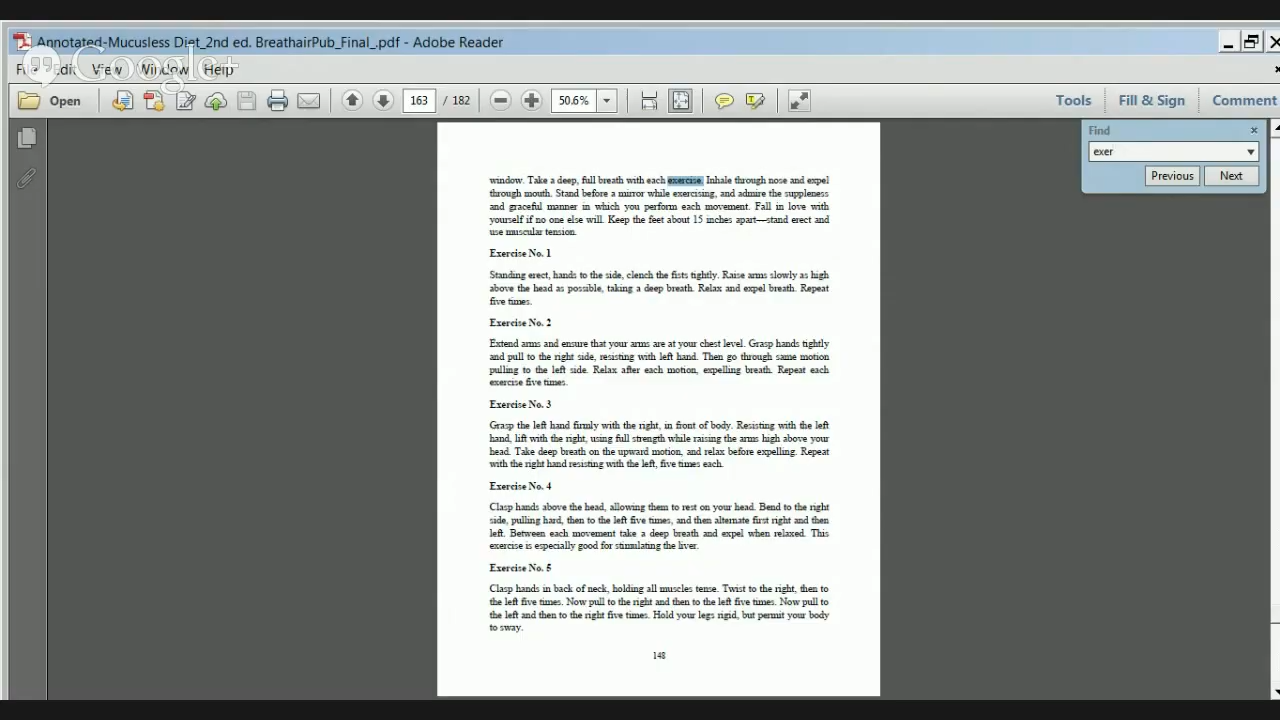 Annotated-Mucusless Diet_2nd ed. BreathairPub_Final_.pdf - Adobe Reader
Google+
File Edit View Window Help
Open 163 / 182 50.6% Tools Fill & Sign Comment
Find
exer
Previous Next
window. Take a deep, full breath with each exercise. Inhale through nose and expel
through mouth. Stand before a mirror while exercising, and admire the suppleness
and graceful manner in which you perform each movement. Fall in love with
yourself if no one else will. Keep the feet about 15 inches apart—stand erect and
use muscular tension.
Exercise No. 1
Standing erect, hands to the side, clench the fists tightly. Raise arms slowly as high
above the head as possible, taking a deep breath. Relax and expel breath. Repeat
five times.
Exercise No. 2
Extend arms and ensure that your arms are at your chest level. Grasp hands tightly
and pull to the right side, resisting with left hand. Then go through same motion
pulling to the left side. Relax after each motion, expelling breath. Repeat each
exercise five times.
Exercise No. 3
Grasp the left hand firmly with the right, in front of body. Resisting with the left
hand, lift with the right, using full strength while raising the arms high above your
head. Take deep breath on the upward motion, and relax before expelling. Repeat
with the right hand resisting with the left, five times each.
Exercise No. 4
Clasp hands above the head, allowing them to rest on your head. Bend to the right
side, pulling hard, then to the left five times, and then alternate first right and then
left. Between each movement take a deep breath and expel when relaxed. This
exercise is especially good for stimulating the liver.
Exercise No. 5
Clasp hands in back of neck, holding all muscles tense. Twist to the right, then to
the left five times. Now pull to the right and then to the left five times. Now pull to
the left and then to the right five times. Hold your legs rigid, but permit your body
to sway.
148